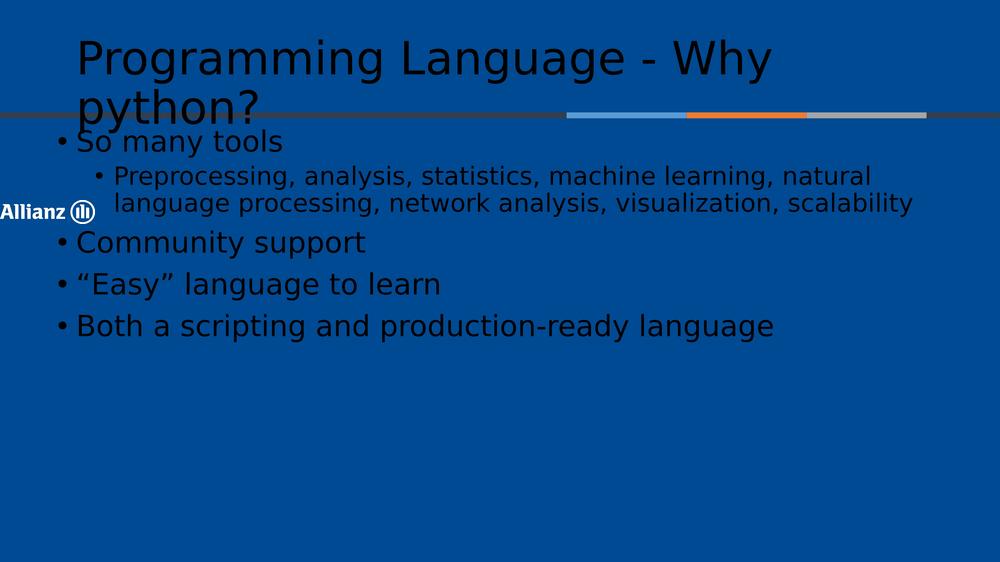 Programming Language - Why
python?
• So many tools
• Preprocessing, analysis, statistics, machine learning, natural
language processing, network analysis, visualization, scalability
Allianz
• Community support
• “Easy” language to learn
• Both a scripting and production-ready language